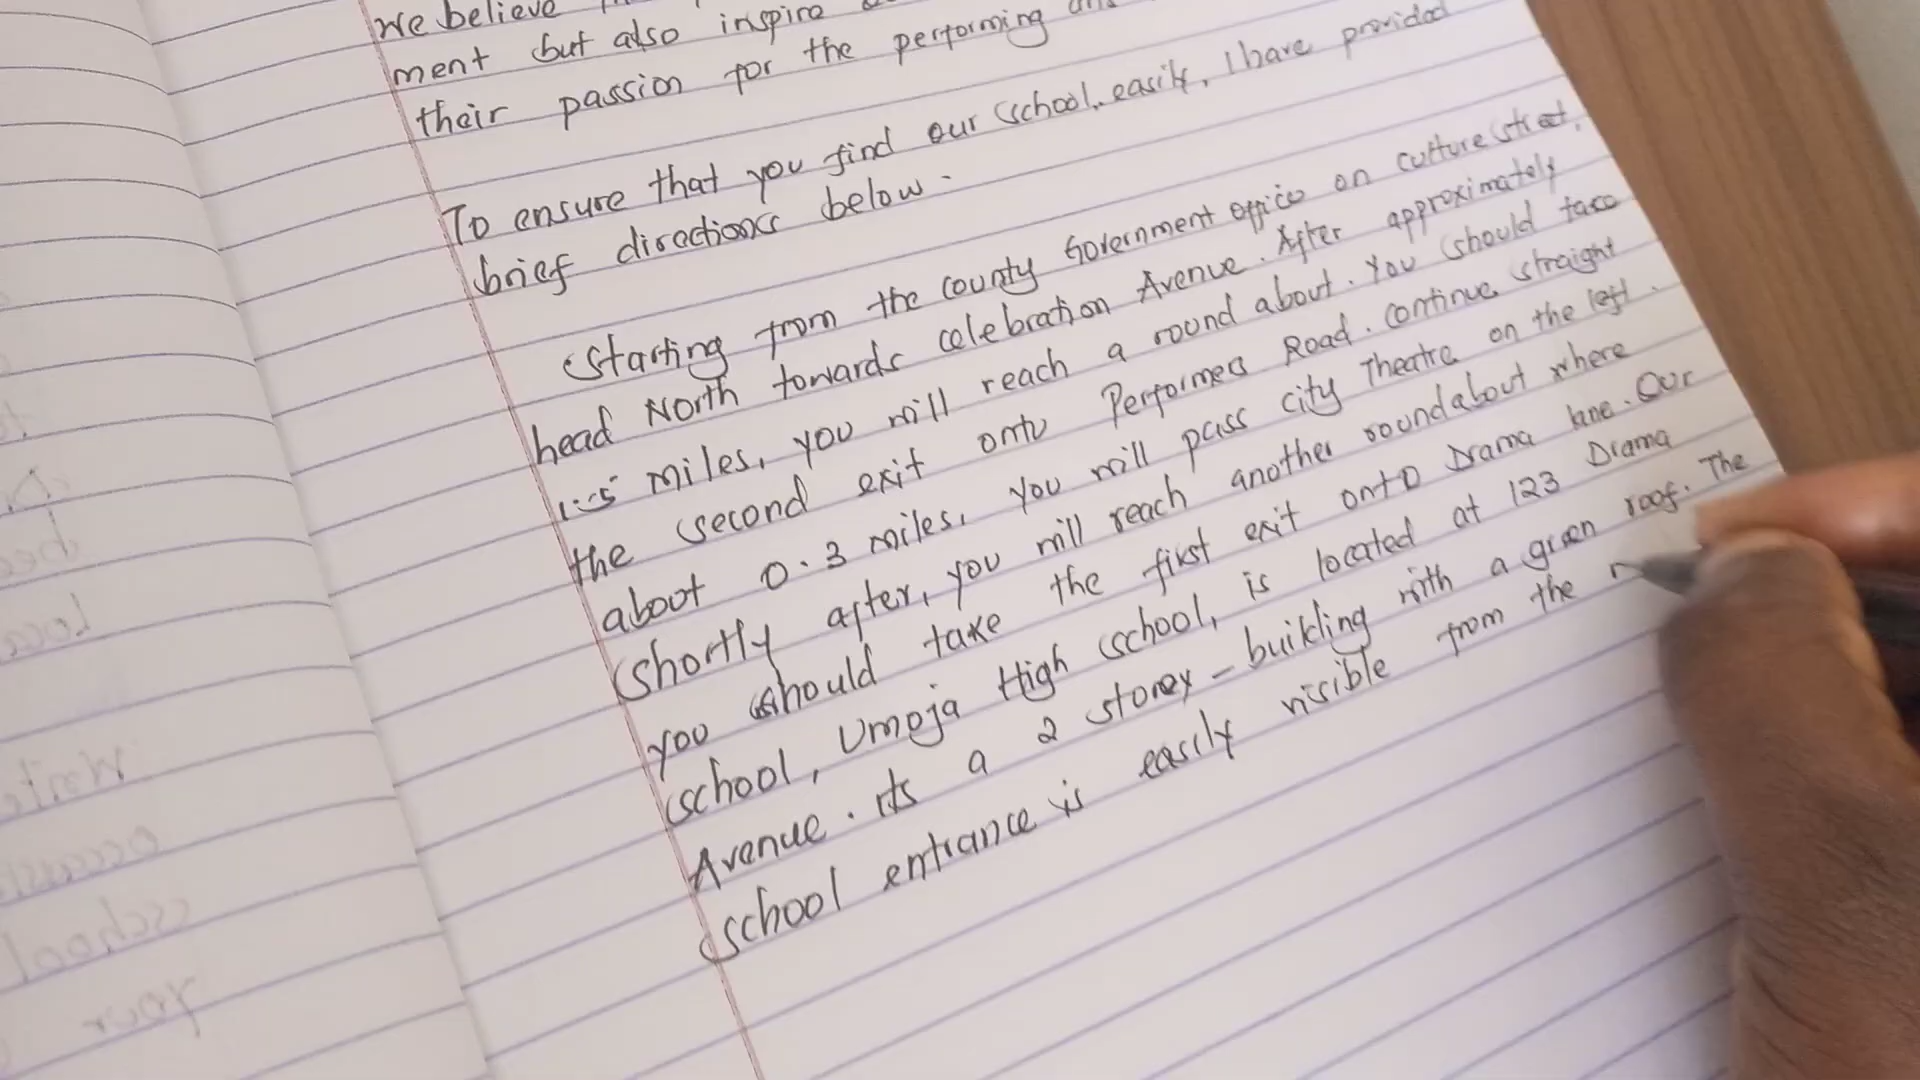 We believe
ment but also inspire
their passion for the performing
To ensure that you find our school, easily, I have provided
brief directions below.
Starting from the county Government office on culture street,
head North towards celebration Avenue. After approximately
1.5 miles, you will reach a round about. You should take
the second exit onto Performers Road. continue straight
about 0.3 miles, you will pass city Theatre on the left.
Shortly after, you will reach another roundabout where
you should take the first exit onto Drama lane. Our
school, Umoja High school, is located at 123 Drama
Avenue. its a 2 storey - building with a green roof. The
school entrance is easily visible from the